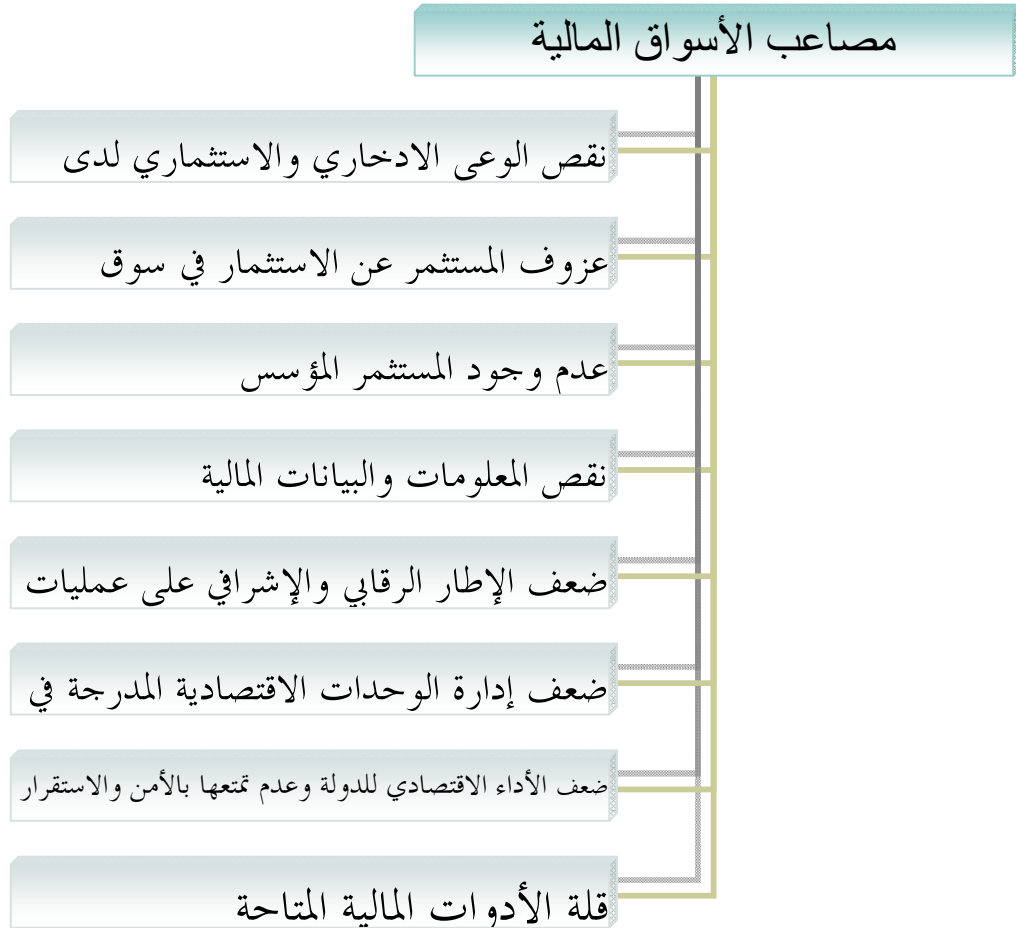 مصاعب الأسواق المالية
نقص الوعى الادخاري والاستثماري لدى
عزوف المستثمر عن الاستثمار في سوق
عدم وجود المستثمر المؤسس
نقص المعلومات والبيانات المالية
ضعف الإطار الرقابي والإشرافي على عمليات
ضعف إدارة الوحدات الاقتصادية المدرجة في
ضعف الأداء الاقتصادي للدولة وعدم تمتعها بالأمن والاستقرار
قلة الأدوات المالية المتاحة